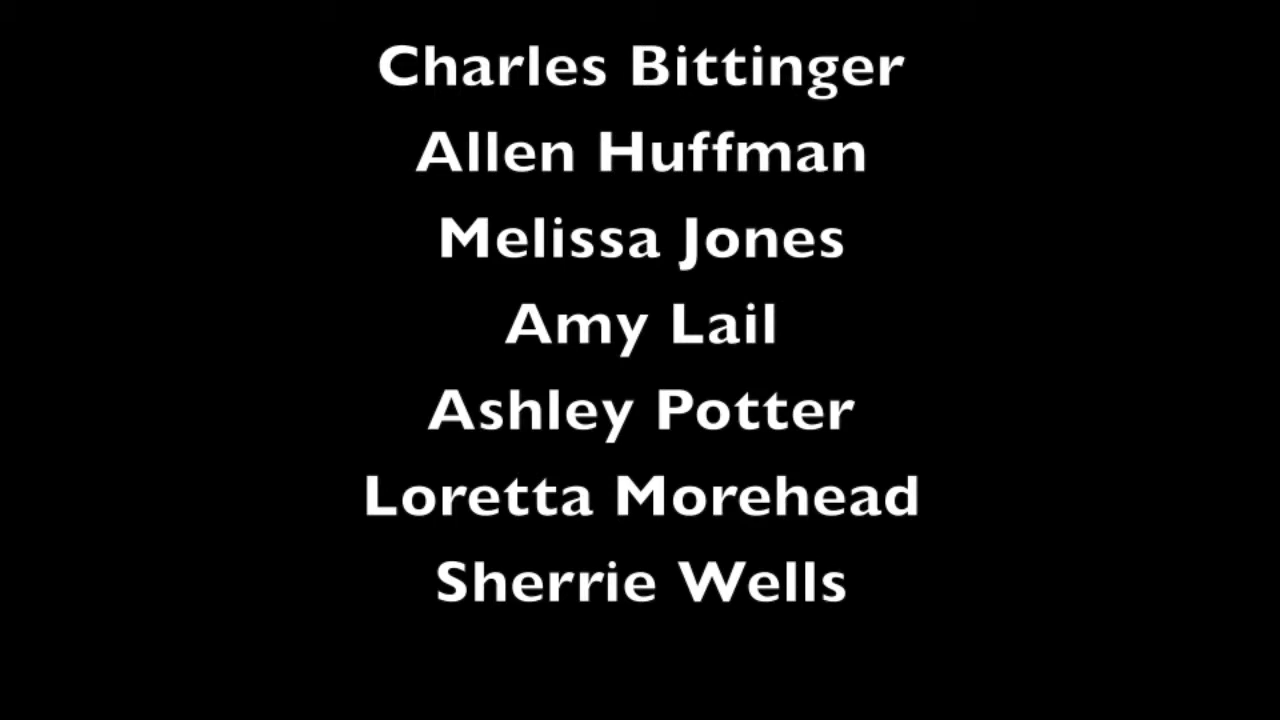 Charles Bittinger
Allen Huffman
Melissa Jones
Amy Lail
Ashley Potter
Loretta Morehead
Sherrie Wells